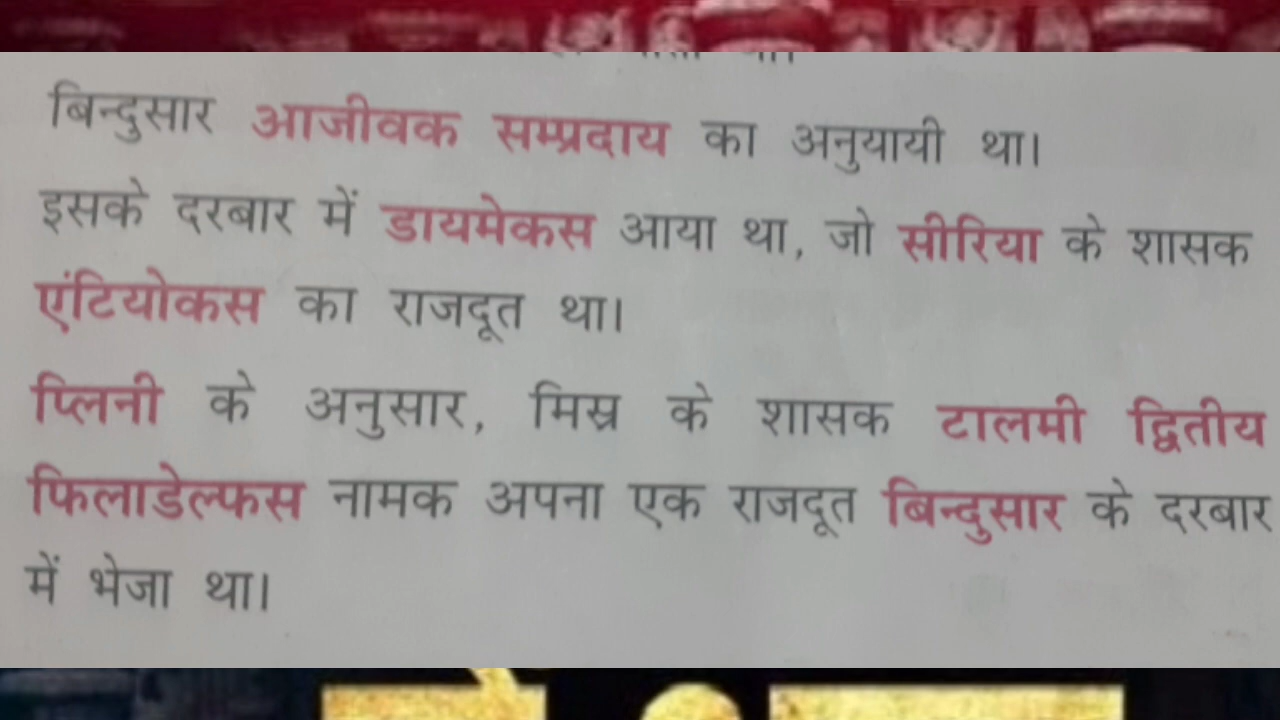 बिन्दुसार आजीवक सम्प्रदाय का अनुयायी था।
इसके दरबार में डायमेकस आया था, जो सीरिया के शासक
एंटियोकस का राजदूत था।
प्लिनी के अनुसार, मिस्र के शासक टालमी द्वितीय
फिलाडेल्फस नामक अपना एक राजदूत बिन्दुसार के दरबार
में भेजा था।